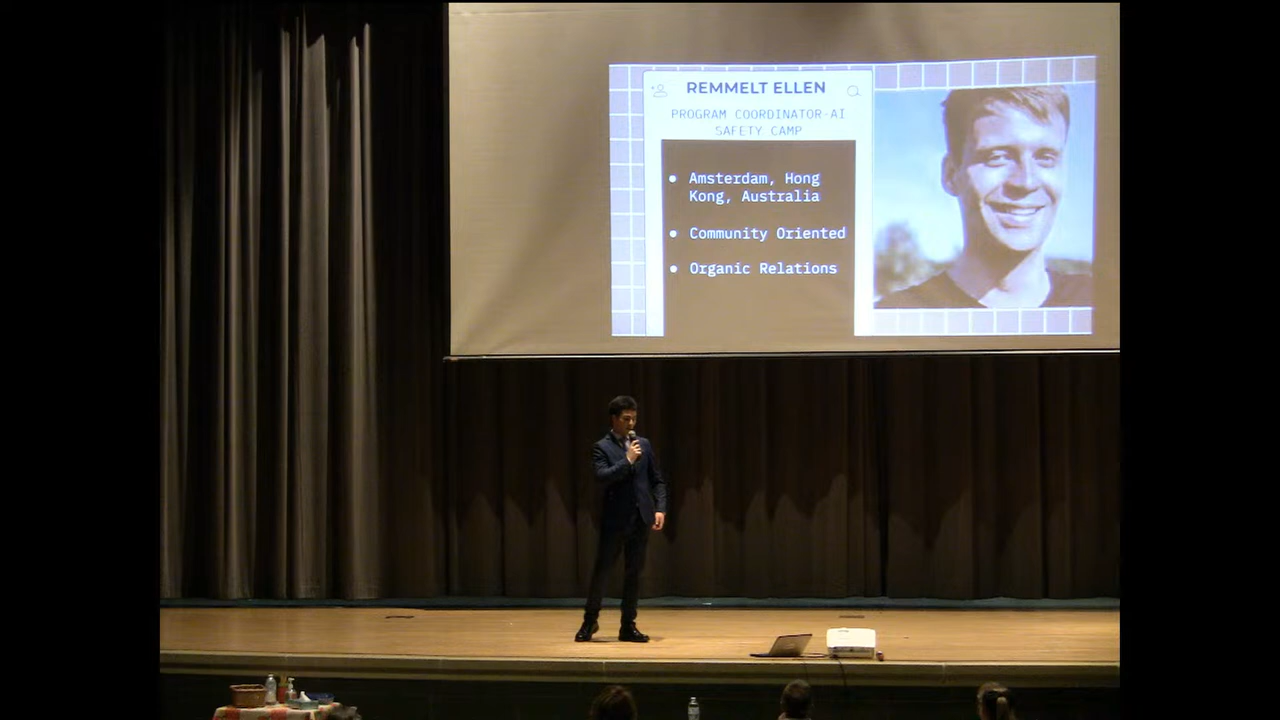 REMMELT ELLEN
PROGRAM COORDINATOR-AI
SAFETY CAMP
Amsterdam, Hong
Kong, Australia
Community Oriented
Organic Relations